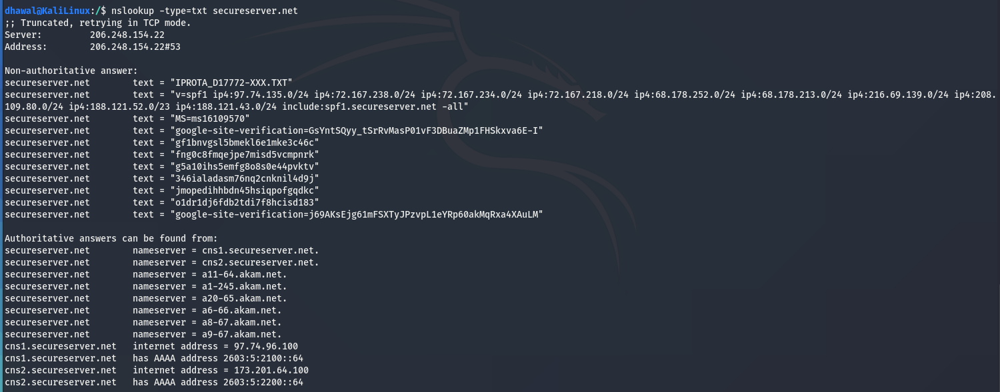 dhawal@KaliLinux:/$ nslookup -type=txt secureserver.net
;; Truncated, retrying in TCP mode.
Server:         206.248.154.22
Address:        206.248.154.22#53

Non-authoritative answer:
secureserver.net        text = "IPROTA_D17772-XXX.TXT"
secureserver.net        text = "v=spf1 ip4:97.74.135.0/24 ip4:72.167.238.0/24 ip4:72.167.234.0/24 ip4:72.167.218.0/24 ip4:68.178.252.0/24 ip4:68.178.213.0/24 ip4:216.69.139.0/24 ip4:208.
109.80.0/24 ip4:188.121.52.0/23 ip4:188.121.43.0/24 include:spf1.secureserver.net -all"
secureserver.net        text = "MS=ms16109570"
secureserver.net        text = "google-site-verification=GsYntSQyy_tSrRvMasP01vF3DBuaZMp1FHSkxva6E-I"
secureserver.net        text = "gf1bnvgsl5bmekl6e1mke3c46c"
secureserver.net        text = "fng0c8fmqejpe7misd5vcmpnrk"
secureserver.net        text = "g5a10ihs5emfg8o8s0e44pvktv"
secureserver.net        text = "346ialadasm76nq2cnknil4d9j"
secureserver.net        text = "jmopedihhbdn45hsiqpofgqdkc"
secureserver.net        text = "o1dr1dj6fdb2tdi7f8hcisd183"
secureserver.net        text = "google-site-verification=j69AKsEjg61mFSXTyJPzvpL1eYRp60akMqRxa4XAuLM"

Authoritative answers can be found from:
secureserver.net        nameserver = cns1.secureserver.net.
secureserver.net        nameserver = cns2.secureserver.net.
secureserver.net        nameserver = a11-64.akam.net.
secureserver.net        nameserver = a1-245.akam.net.
secureserver.net        nameserver = a20-65.akam.net.
secureserver.net        nameserver = a6-66.akam.net.
secureserver.net        nameserver = a8-67.akam.net.
secureserver.net        nameserver = a9-67.akam.net.
cns1.secureserver.net   internet address = 97.74.96.100
cns1.secureserver.net   has AAAA address 2603:5:2100::64
cns2.secureserver.net   internet address = 173.201.64.100
cns2.secureserver.net   has AAAA address 2603:5:2200::64